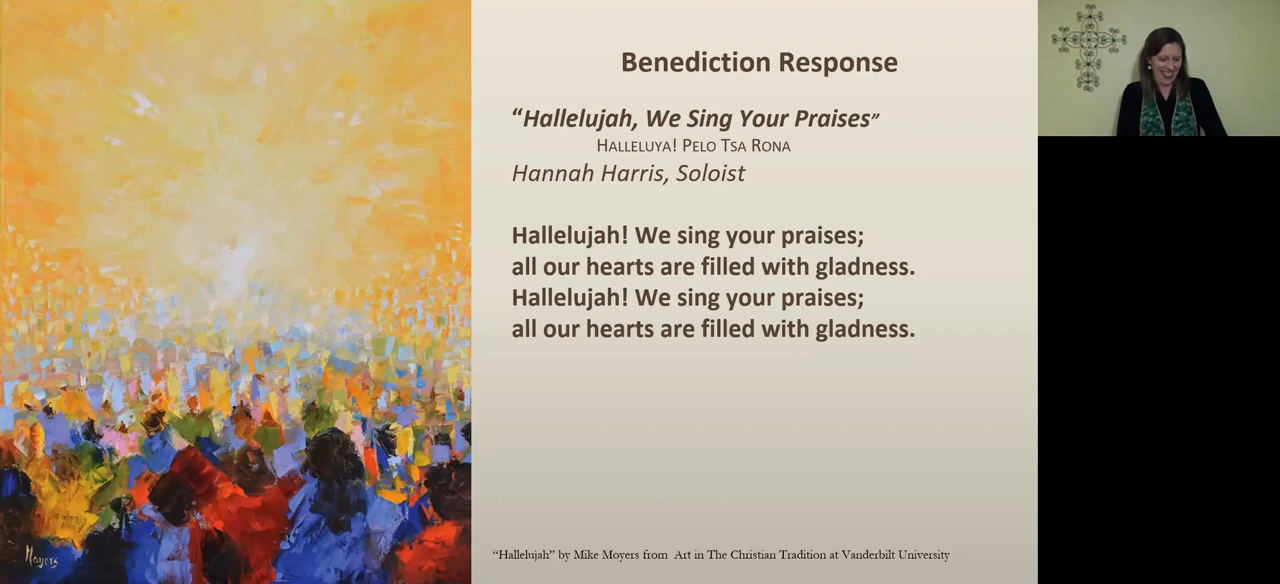 Benediction Response
“Hallelujah, We Sing Your Praises”
HALLELUYA! PELO TSA RONA
Hannah Harris, Soloist
Hallelujah! We sing your praises;
all our hearts are filled with gladness.
Hallelujah! We sing your praises;
all our hearts are filled with gladness.
Moyers
“Hallelujah” by Mike Moyers from Art in The Christian Tradition at Vanderbilt University